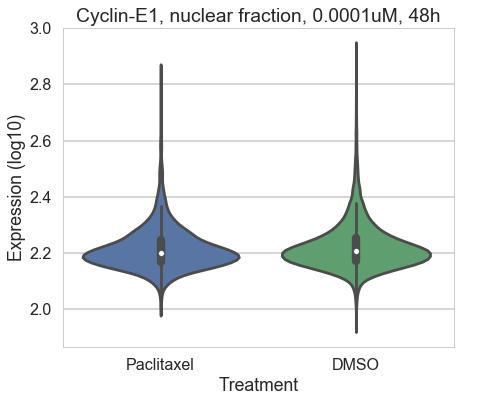 Cyclin-E1, nuclear fraction, 0.0001uM, 48h
3.0
2.8
2.6
2.4
2.2
2.0
Expression (log10)
Paclitaxel DMSO
Treatment